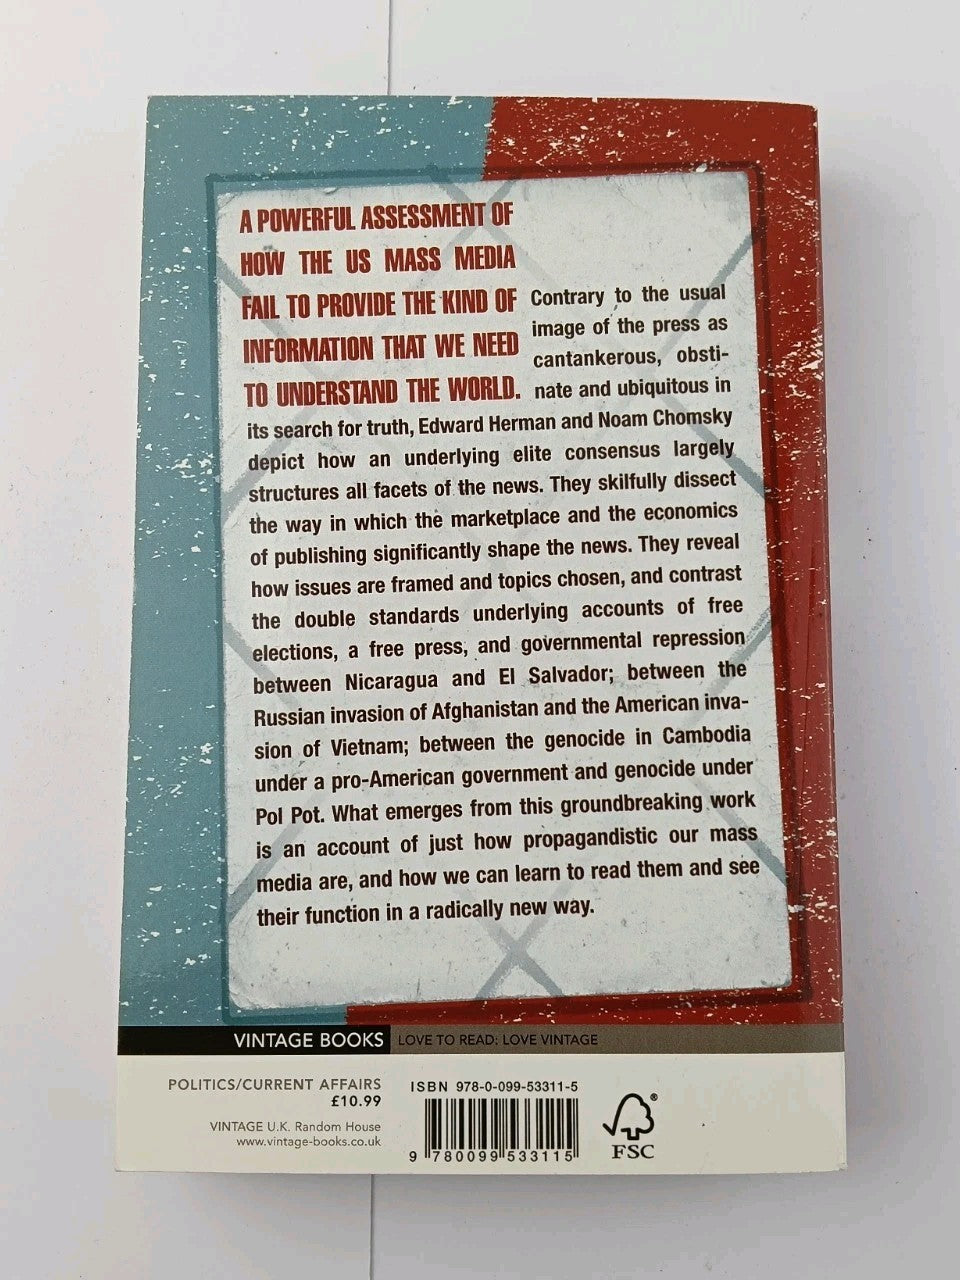 A POWERFUL ASSESSMENT OF
HOW THE US MASS MEDIA
FAIL TO PROVIDE THE KIND OF
INFORMATION THAT WE NEED
TO UNDERSTAND THE WORLD.
Contrary to the usual
image of the press as
cantankerous, obsti-
nate and ubiquitous in
its search for truth, Edward Herman and Noam Chomsky
depict how an underlying elite consensus largely
structures all facets of the news. They skilfully dissect
the way in which the marketplace and the economics
of publishing significantly shape the news. They reveal
how issues are framed and topics chosen, and contrast
the double standards underlying accounts of free
elections, a free press, and governmental repression
between Nicaragua and El Salvador; between the
Russian invasion of Afghanistan and the American inva-
sion of Vietnam; between the genocide in Cambodia
under a pro-American government and genocide under
Pol Pot. What emerges from this groundbreaking work
is an account of just how propagandistic our mass
media are, and how we can learn to read them and see
their function in a radically new way.
VINTAGE BOOKS LOVE TO READ: LOVE VINTAGE
POLITICS/CURRENT AFFAIRS
£10.99
VINTAGE U.K. Random House
www.vintage-books.co.uk
ISBN 978-0-099-53311-5
9 780099 533115
®
FSC